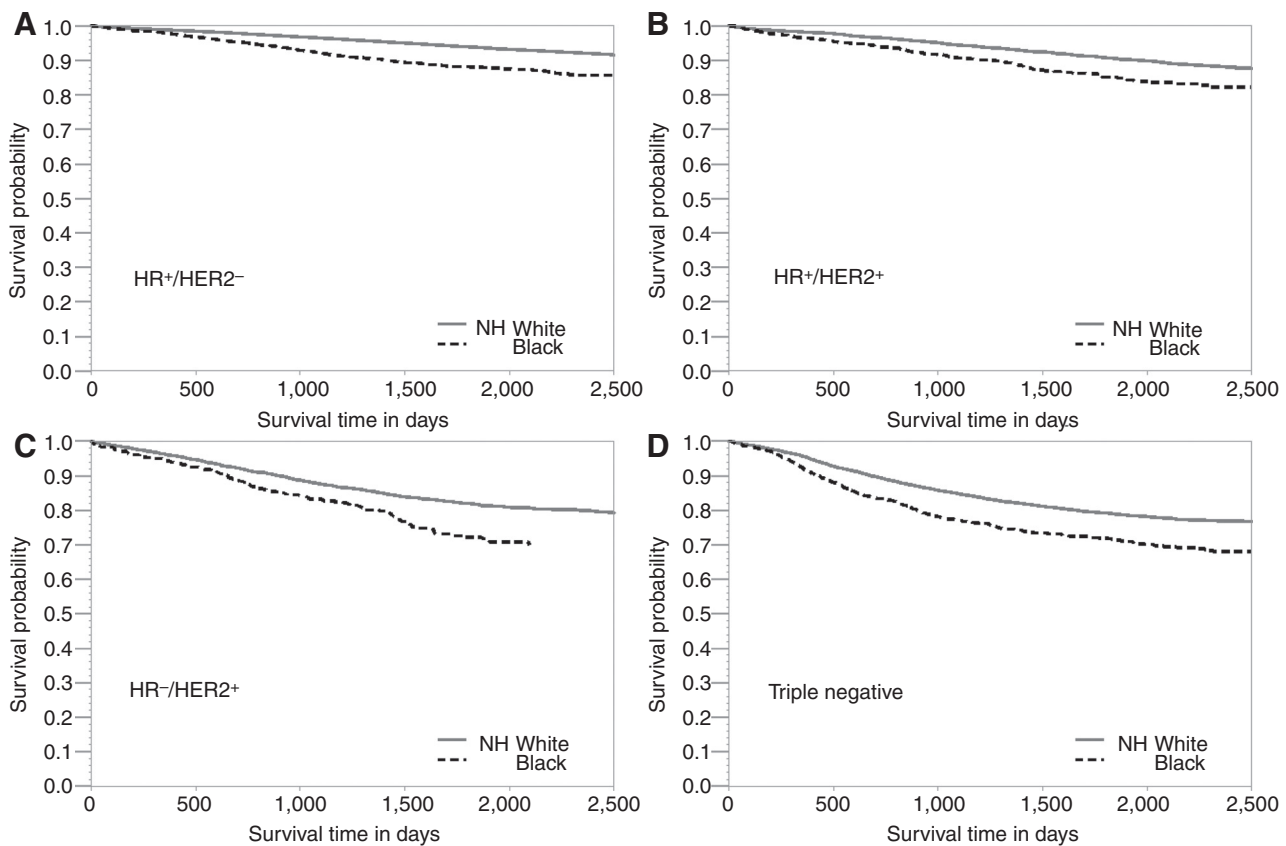 A
1.0
0.9
0.8
0.7
0.6
0.5
0.4
0.3
0.2
0.1
0.0
Survival probability
HR+/HER2–
NH White
Black
0 500 1,000 1,500 2,000 2,500
Survival time in days
B
1.0
0.9
0.8
0.7
0.6
0.5
0.4
0.3
0.2
0.1
0.0
Survival probability
HR+/HER2+
NH White
Black
0 500 1,000 1,500 2,000 2,500
Survival time in days
C
1.0
0.9
0.8
0.7
0.6
0.5
0.4
0.3
0.2
0.1
0.0
Survival probability
HR–/HER2+
NH White
Black
0 500 1,000 1,500 2,000 2,500
Survival time in days
D
1.0
0.9
0.8
0.7
0.6
0.5
0.4
0.3
0.2
0.1
0.0
Survival probability
Triple negative
NH White
Black
0 500 1,000 1,500 2,000 2,500
Survival time in days